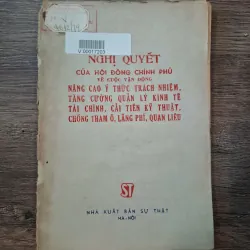 NGHỊ QUYẾT
CỦA HỘI ĐỒNG CHÍNH PHỦ
VỀ CUỘC VẬN ĐỘNG
NÂNG CAO Ý THỨC TRÁCH NHIỆM,
TĂNG CƯỜNG QUẢN LÝ KINH TẾ
TÀI CHÍNH, CẢI TIẾN KỸ THUẬT,
CHỐNG THAM Ô, LÃNG PHÍ, QUAN LIÊU
ST
NHÀ XUẤT BẢN SỰ THẬT
HÀ-NỘI